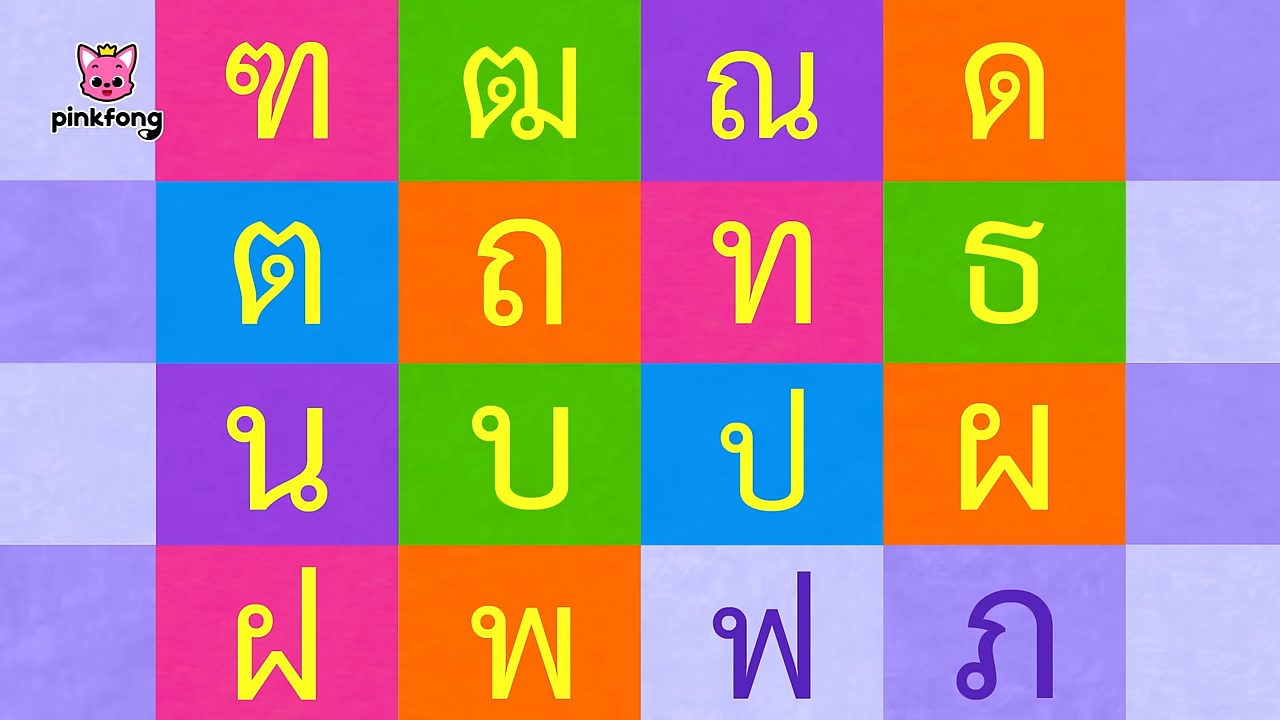 pinkfong
ฑ ฒ ณ ด
ต ถ ท ธ
น บ ป ผ
ฝ พ ฟ ภ